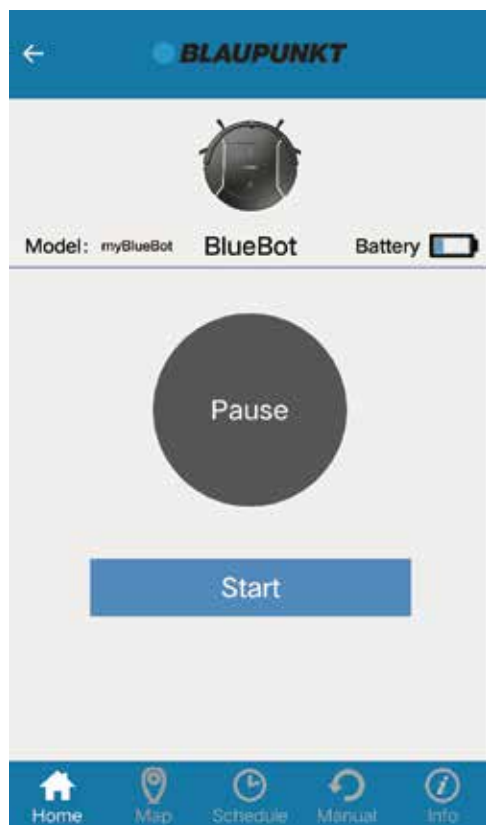 BLAUPUNKT
Model: myBlueBot BlueBot Battery
Pause
Start
Home Map Schedule Manual Info